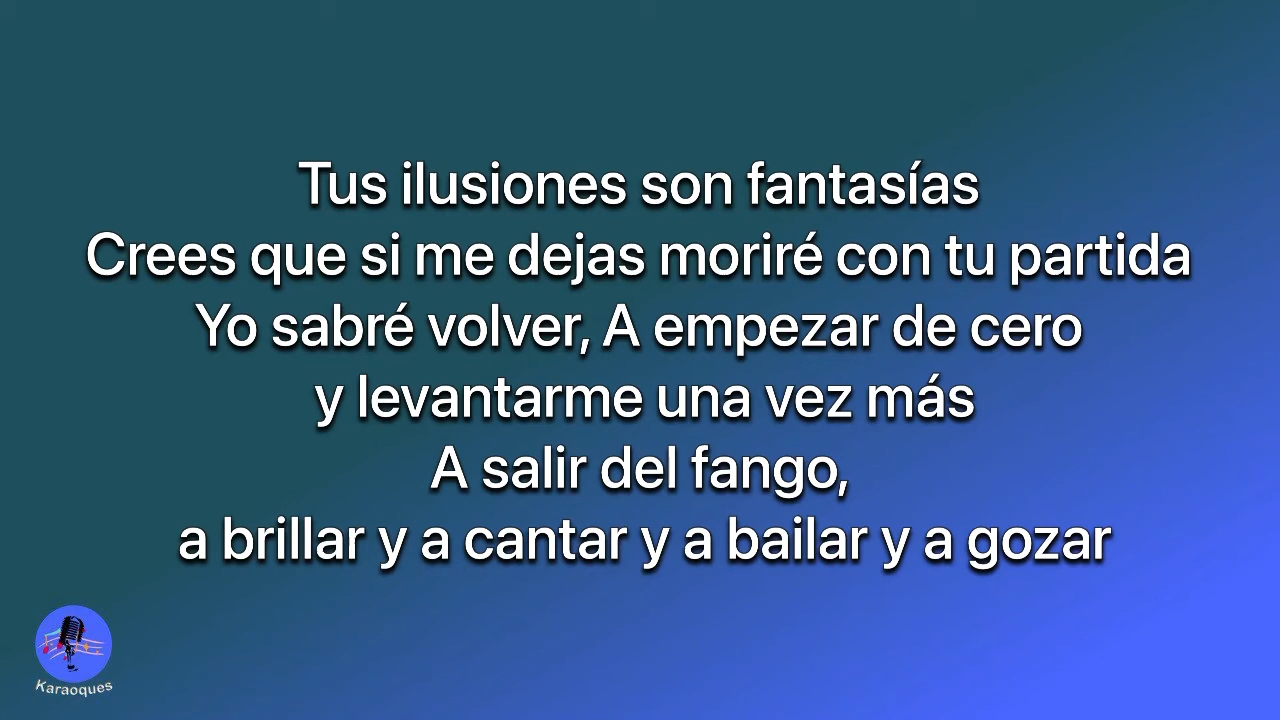 Tus ilusiones son fantasías
Crees que si me dejas moriré con tu partida
Yo sabré volver, A empezar de cero
y levantarme una vez más
A salir del fango,
a brillar y a cantar y a bailar y a gozar
Karaoques